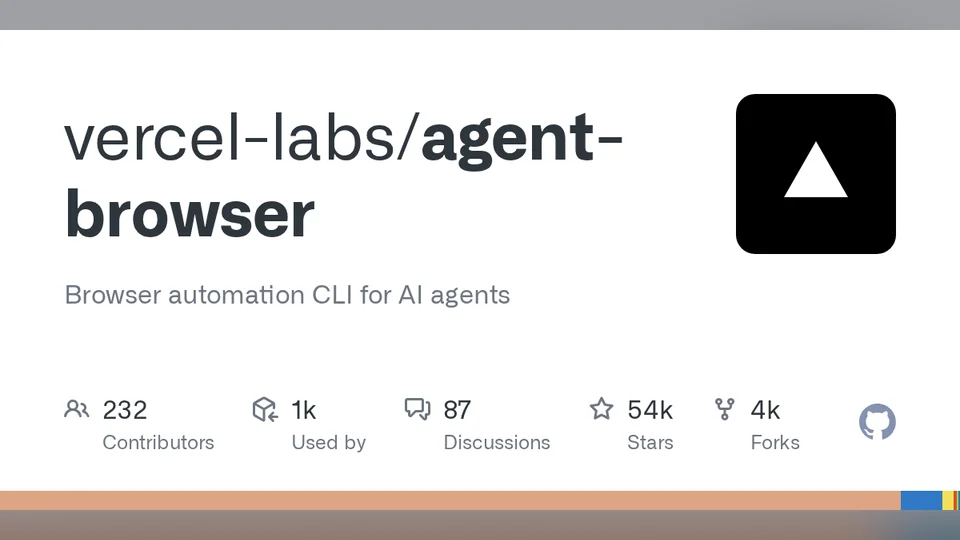 vercel-labs/agent-
browser
Browser automation CLI for AI agents
232
Contributors
1k
Used by
87
Discussions
54k
Stars
4k
Forks